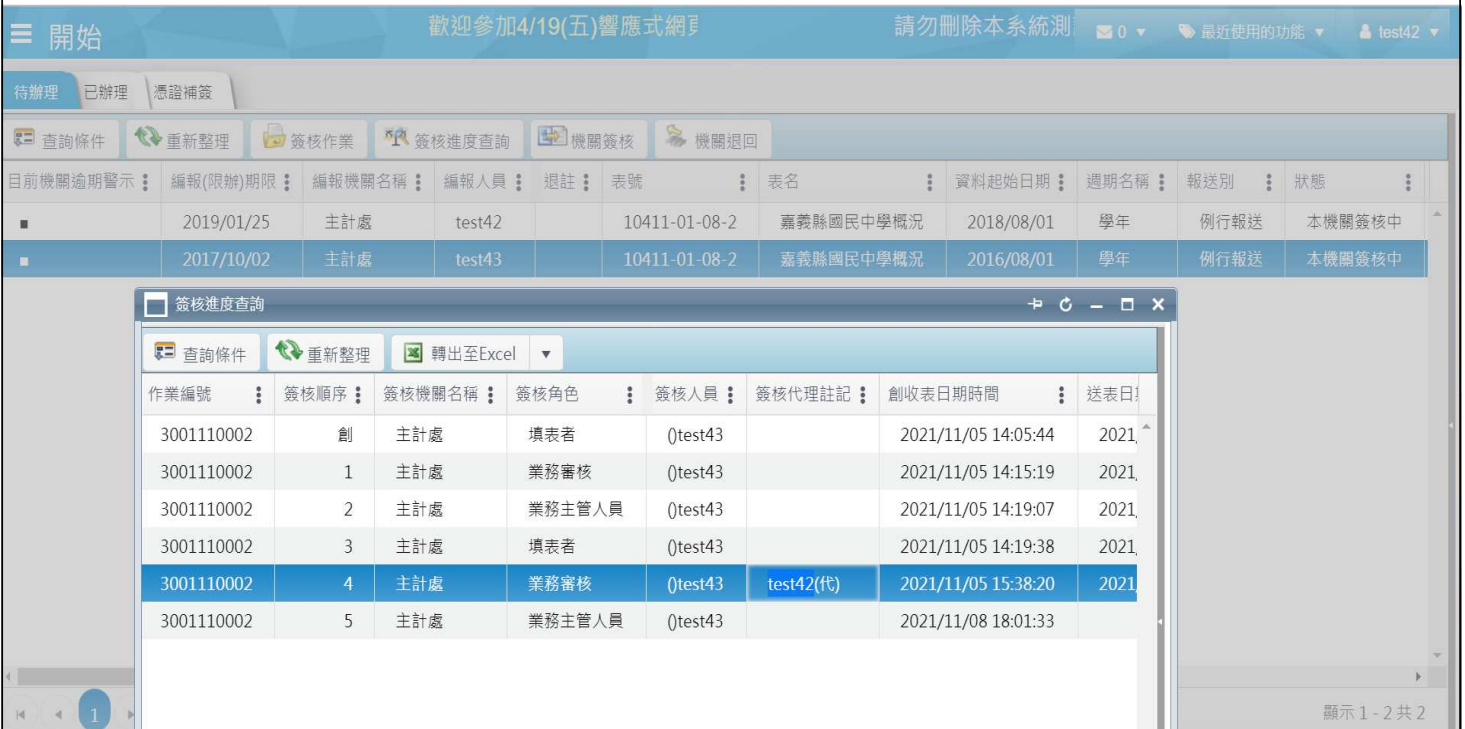 開始 歡迎參加4/19(五)響應式網頁 請勿刪除本系統測 0 最近使用的功能 test42
待辦理 已辦理 憑證補簽
查詢條件 重新整理 簽核作業 簽核進度查詢 機關簽核 機關退回
目前機關逾期警示 編報(限辦)期限 編報機關名稱 編報人員 退註 表號 表名 資料起始日期 週期名稱 報送別 狀態
2019/01/25 主計處 test42 10411-01-08-2 嘉義縣國民中學概況 2018/08/01 學年 例行報送 本機關簽核中
2017/10/02 主計處 test43 10411-01-08-2 嘉義縣國民中學概況 2016/08/01 學年 例行報送 本機關簽核中
簽核進度查詢
查詢條件 重新整理 轉出至Excel
作業編號 簽核順序 簽核機關名稱 簽核角色 簽核人員 簽核代理註記 創收表日期時間 送表日
3001110002 創 主計處 填表者 ()test43 2021/11/05 14:05:44 2021
3001110002 1 主計處 業務審核 ()test43 2021/11/05 14:15:19 2021
3001110002 2 主計處 業務主管人員 ()test43 2021/11/05 14:19:07 2021
3001110002 3 主計處 填表者 ()test43 2021/11/05 14:19:38 2021
3001110002 4 主計處 業務審核 ()test43 test42(代) 2021/11/05 15:38:20 2021
3001110002 5 主計處 業務主管人員 ()test43 2021/11/08 18:01:33
1 顯示 1 - 2 共 2